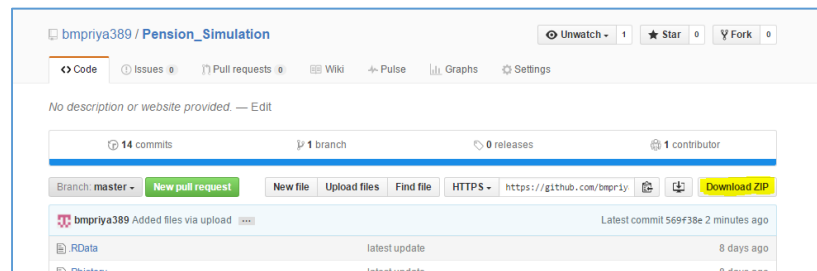 bmpriya389 / Pension_Simulation Unwatch 1 Star 0 Fork 0
Code Issues 0 Pull requests 0 Wiki Pulse Graphs Settings
No description or website provided. — Edit
14 commits 1 branch 0 releases 1 contributor
Branch: master New pull request New file Upload files Find file HTTPS https://github.com/bmpriy Download ZIP
bmpriya389 Added files via upload ... Latest commit 569f38e 2 minutes ago
.RData latest update 8 days ago